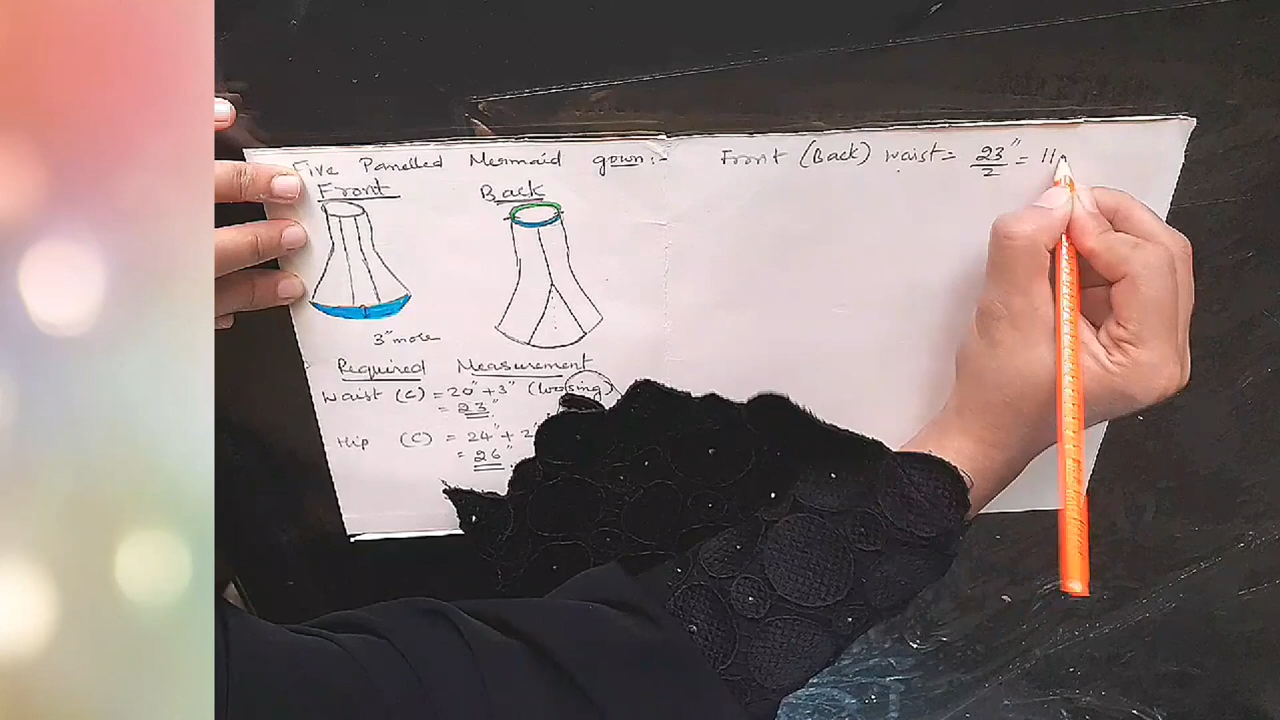 Five Panelled Mermaid gown:-
Front Back
3" more
Required Measurement
Waist (C) = 20" + 3" (loosing)
= 23"
Hip (C) = 24" + 2"
= 26"
Front (Back) waist = 23"/2 = 11